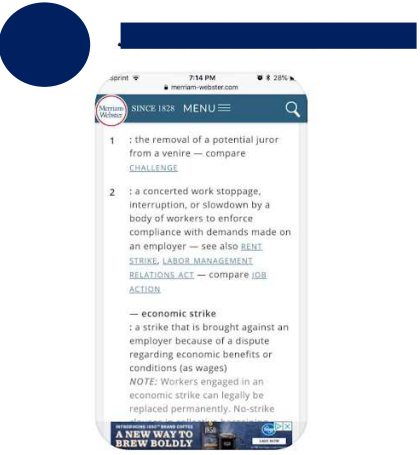 sprint 7:14 PM 28%
merriam-webster.com
Merriam Webster SINCE 1828 MENU
1 : the removal of a potential juror
from a venire — compare
CHALLENGE
2 : a concerted work stoppage,
interruption, or slowdown by a
body of workers to enforce
compliance with demands made on
an employer — see also RENT
STRIKE, LABOR MANAGEMENT
RELATIONS ACT — compare JOB
ACTION
— economic strike
: a strike that is brought against an
employer because of a dispute
regarding economic benefits or
conditions (as wages)
NOTE: Workers engaged in an
economic strike can legally be
replaced permanently. No-strike
A NEW WAY TO
BREW BOLDLY